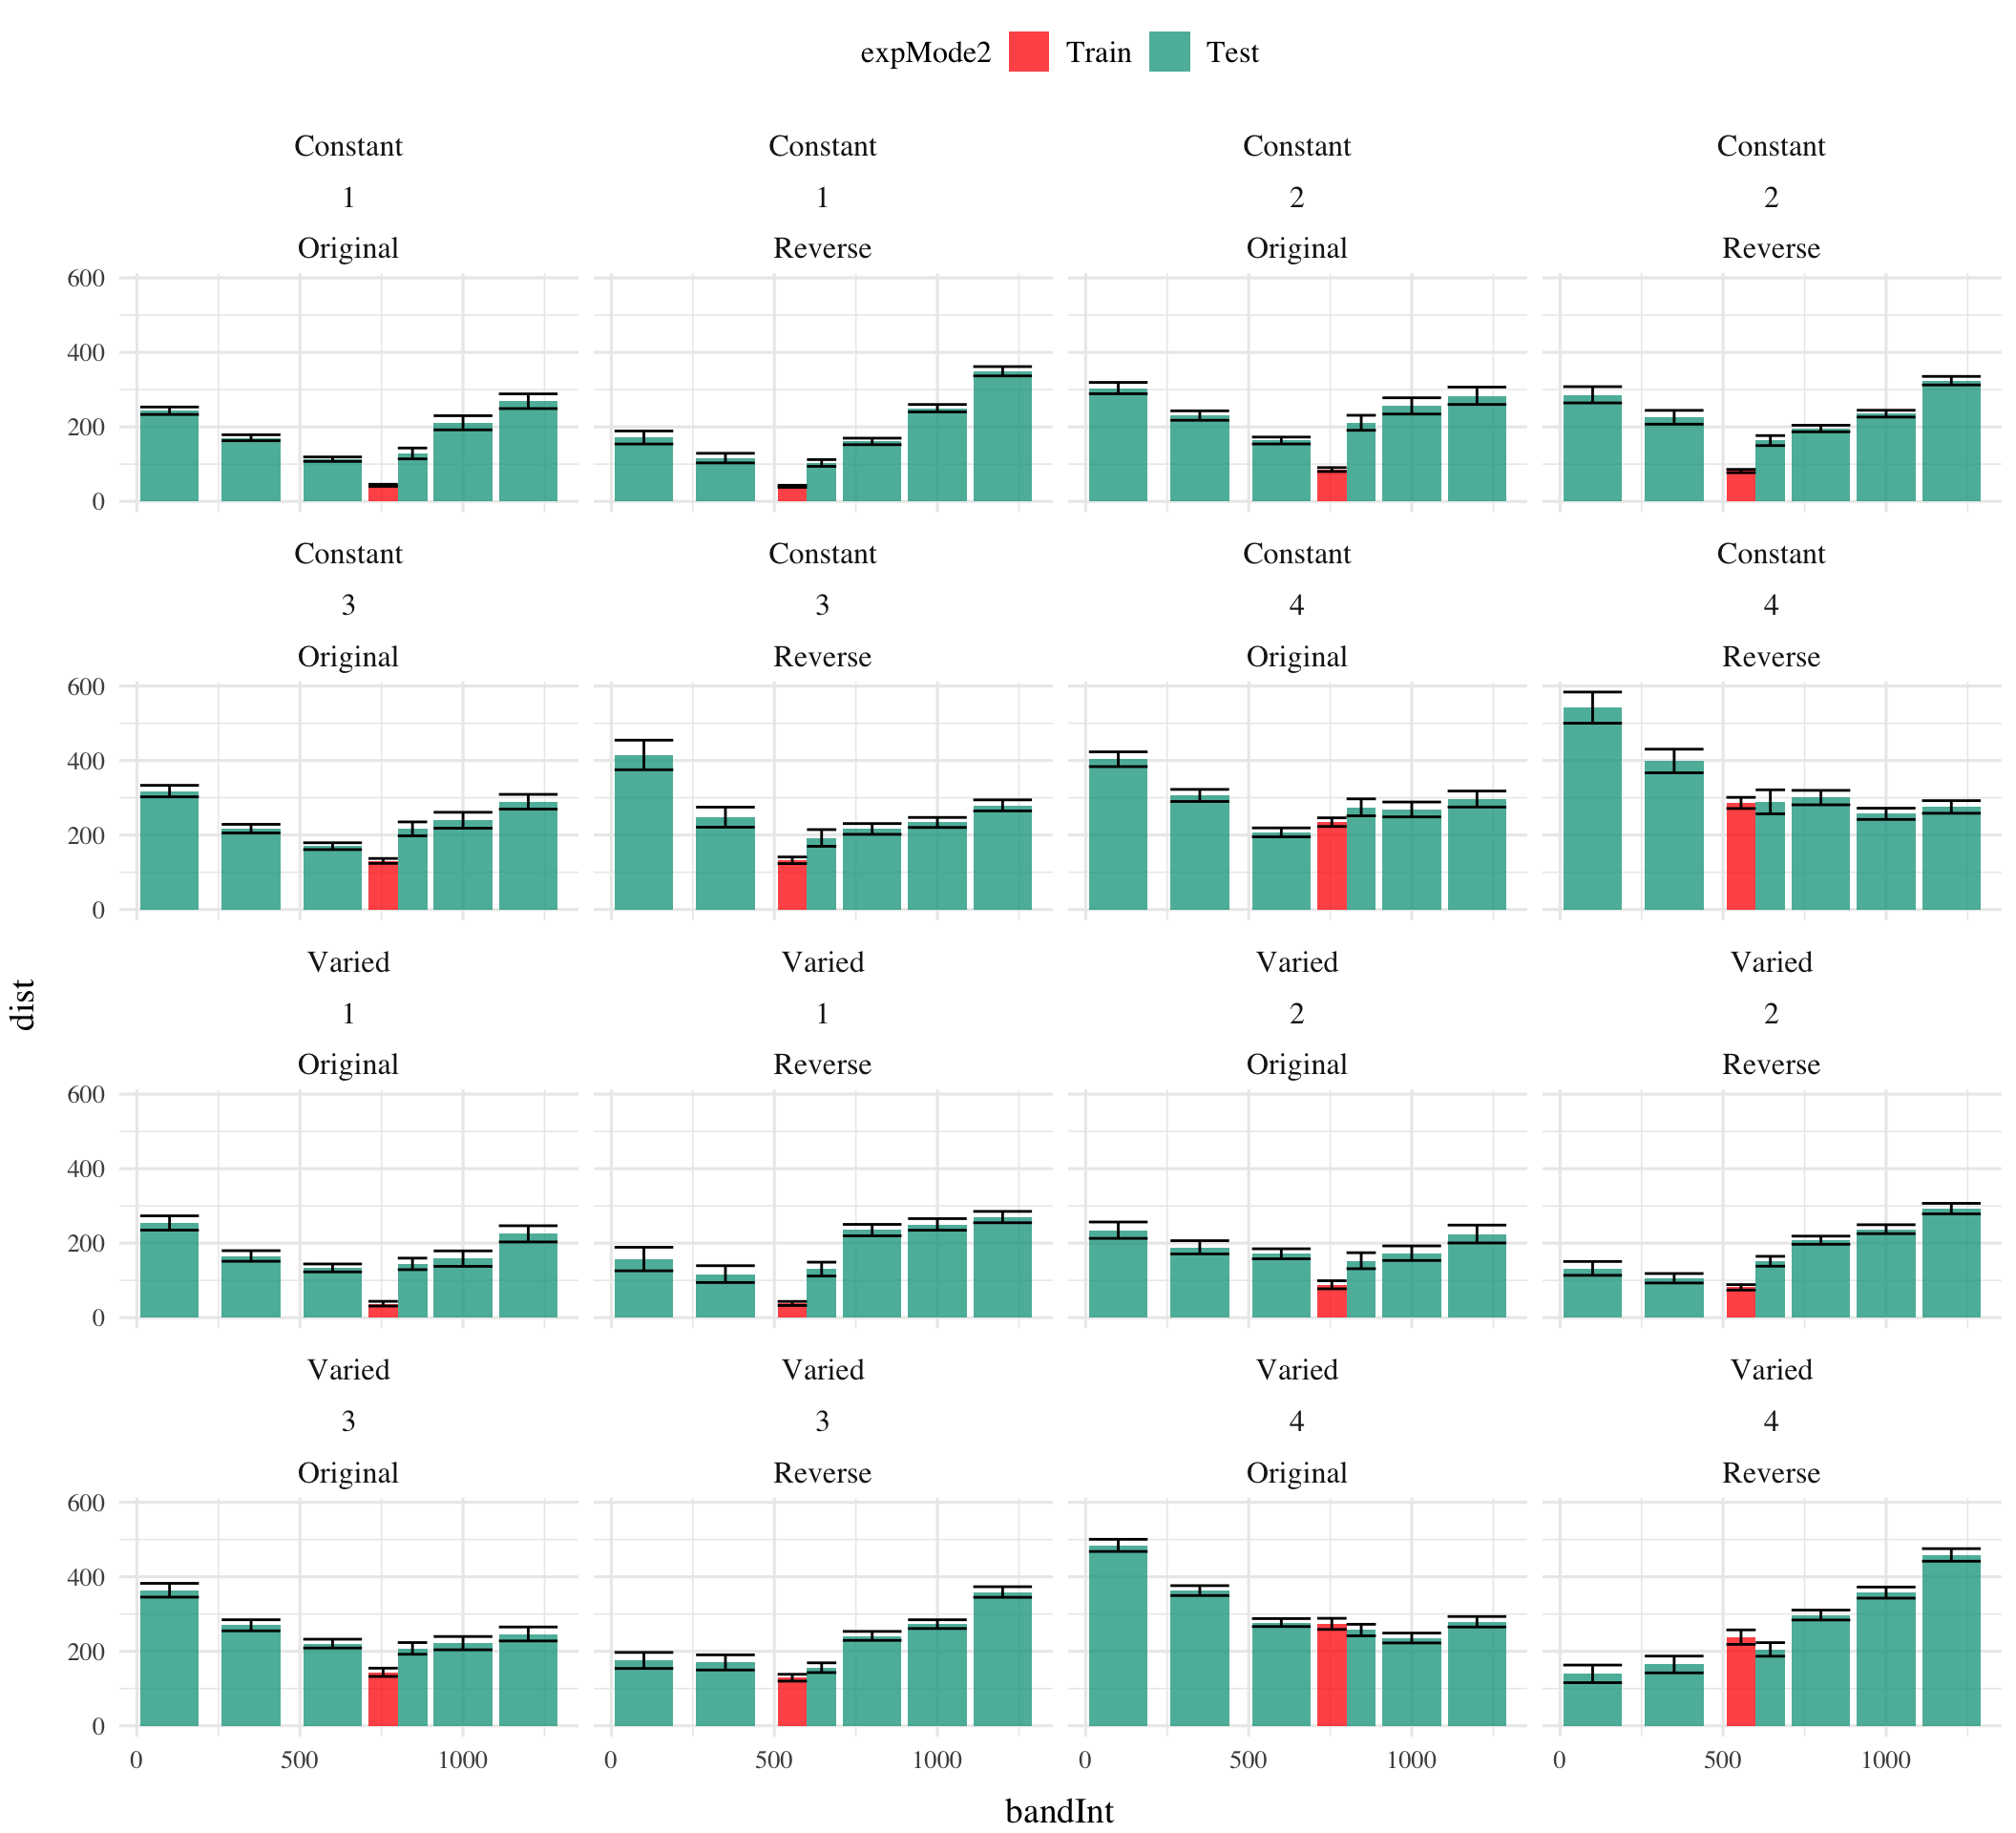 expMode2 Train Test
Constant Constant Constant Constant
1 1 2 2
Original Reverse Original Reverse
600
400
200
0
Constant Constant Constant Constant
3 3 4 4
Original Reverse Original Reverse
600
400
200
0
Varied Varied Varied Varied
1 1 2 2
Original Reverse Original Reverse
dist
600
400
200
0
Varied Varied Varied Varied
3 3 4 4
Original Reverse Original Reverse
600
400
200
0
0 500 1000 0 500 1000 0 500 1000 0 500 1000
bandInt